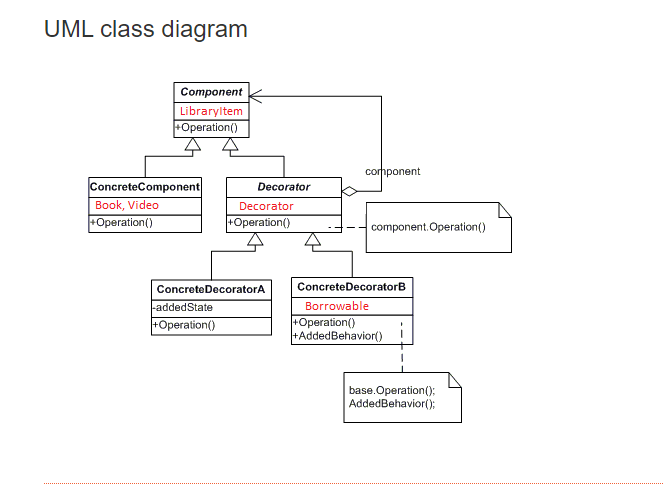 UML class diagram
Component
LibraryItem
+Operation()
component
ConcreteComponent
Book, Video
+Operation()
Decorator
Decorator
+Operation()
component.Operation()
ConcreteDecoratorA
-addedState
+Operation()
ConcreteDecoratorB
Borrowable
+Operation()
+AddedBehavior()
base.Operation();
AddedBehavior();